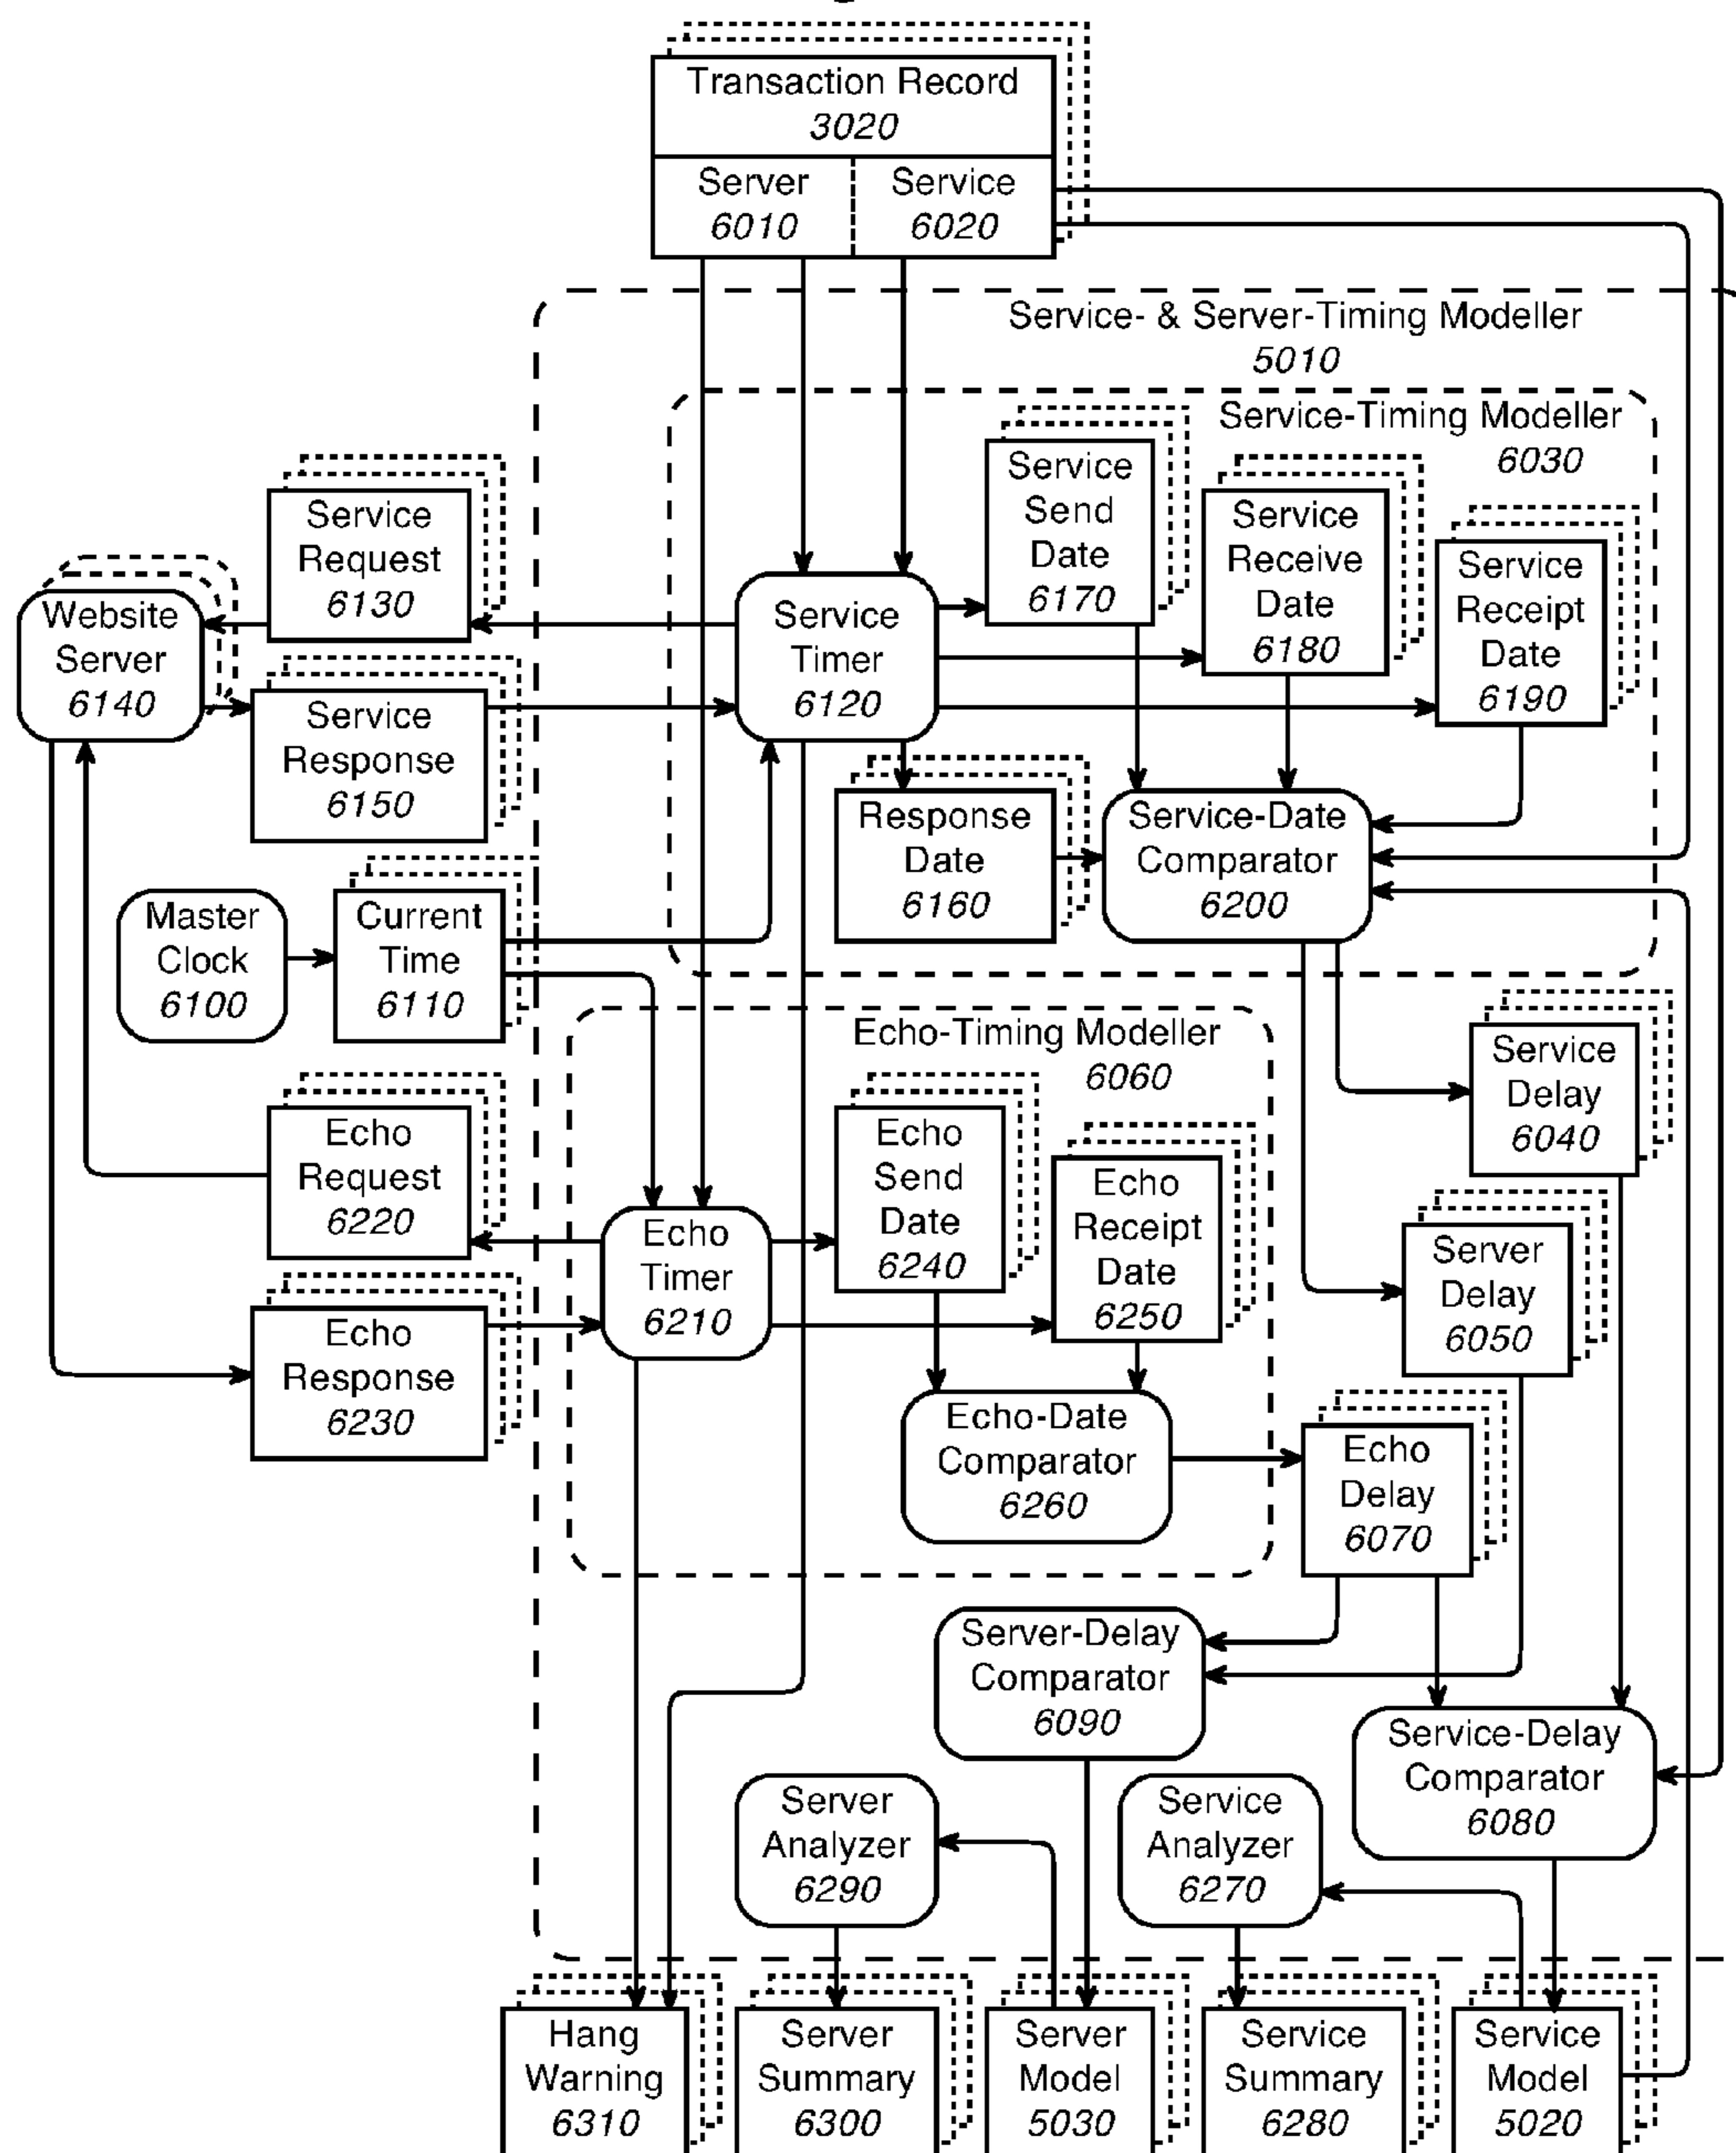 Transaction Record
3020
Server
6010
Service
6020
Service- & Server-Timing Modeller
5010
Service-Timing Modeller
6030
Service
Send
Date
6170
Service
Receive
Date
6180
Service
Receipt
Date
6190
Service
Request
6130
Website
Server
6140
Service
Timer
6120
Service
Response
6150
Response
Date
6160
Service-Date
Comparator
6200
Master
Clock
6100
Current
Time
6110
Echo-Timing Modeller
6060
Service
Delay
6040
Echo
Request
6220
Echo
Send
Date
6240
Echo
Receipt
Date
6250
Echo
Timer
6210
Server
Delay
6050
Echo
Response
6230
Echo-Date
Comparator
6260
Echo
Delay
6070
Server-Delay
Comparator
6090
Service-Delay
Comparator
6080
Server
Analyzer
6290
Service
Analyzer
6270
Hang
Warning
6310
Server
Summary
6300
Server
Model
5030
Service
Summary
6280
Service
Model
5020